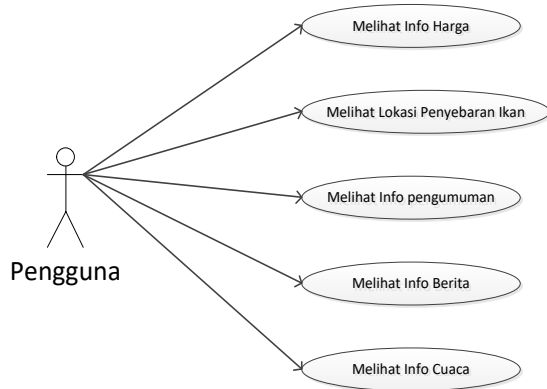 Melihat Info Harga
Melihat Lokasi Penyebaran Ikan
Melihat Info pengumuman
Pengguna
Melihat Info Berita
Melihat Info Cuaca